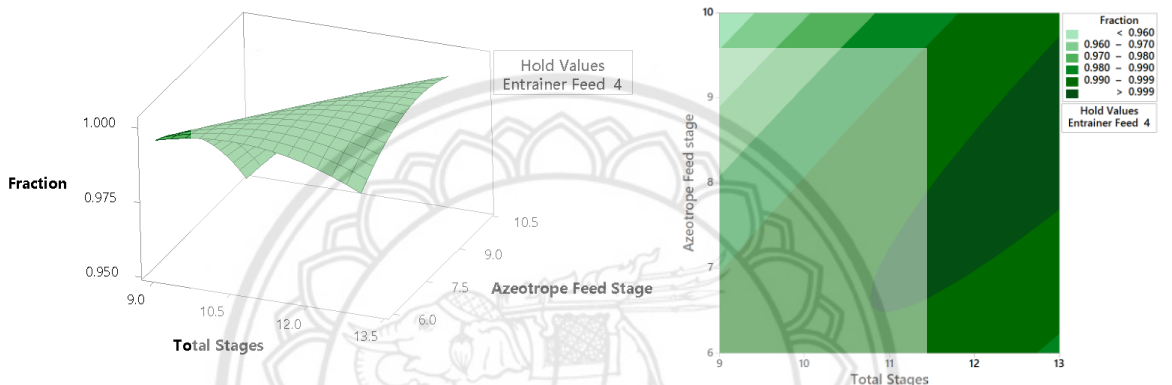 Hold Values
Entrainer Feed 4
1.000
0.975
0.950
Fraction
9.0
10.5
12.0
13.5
Total Stages
6.0
7.5
9.0
10.5
Azeotrope Feed Stage
10
9
8
7
6
Azeotrope Feed stage
9
10
11
12
13
Total Stages
Fraction
< 0.960
0.960 – 0.970
0.970 – 0.980
0.980 – 0.990
0.990 – 0.999
> 0.999
Hold Values
Entrainer Feed 4